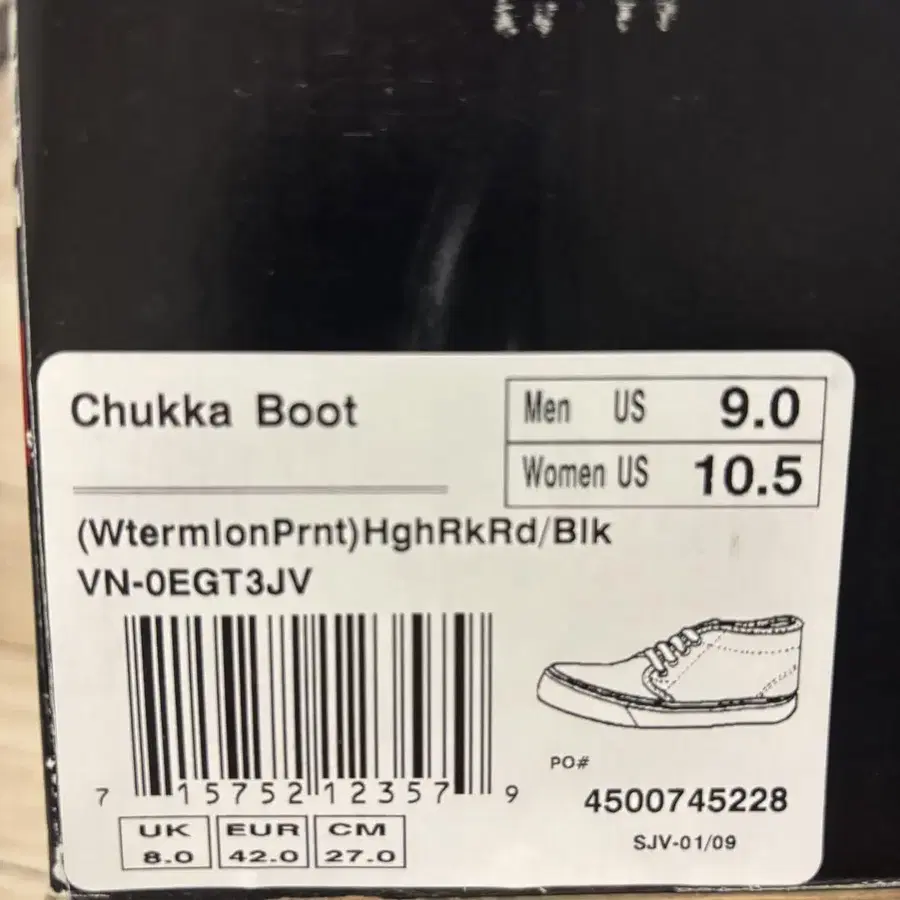 Chukka Boot
Men US 9.0
Women US 10.5
(WtermlonPrnt)HghRkRd/Blk
VN-0EGT3JV
7 15752 12357 9
PO#
4500745228
SJV-01/09
UK EUR CM
8.0 42.0 27.0